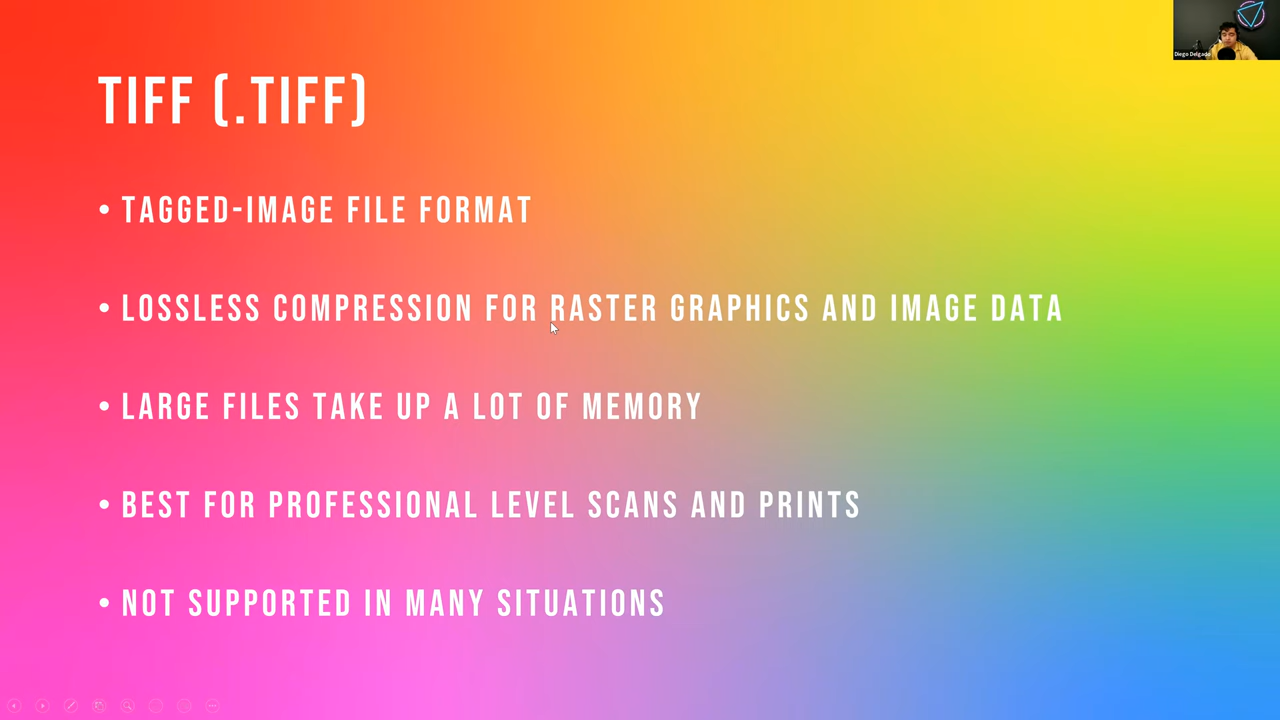 TIFF (.TIFF)
• TAGGED-IMAGE FILE FORMAT
• LOSSLESS COMPRESSION FOR RASTER GRAPHICS AND IMAGE DATA
• LARGE FILES TAKE UP A LOT OF MEMORY
• BEST FOR PROFESSIONAL LEVEL SCANS AND PRINTS
• NOT SUPPORTED IN MANY SITUATIONS
Diego Delgado